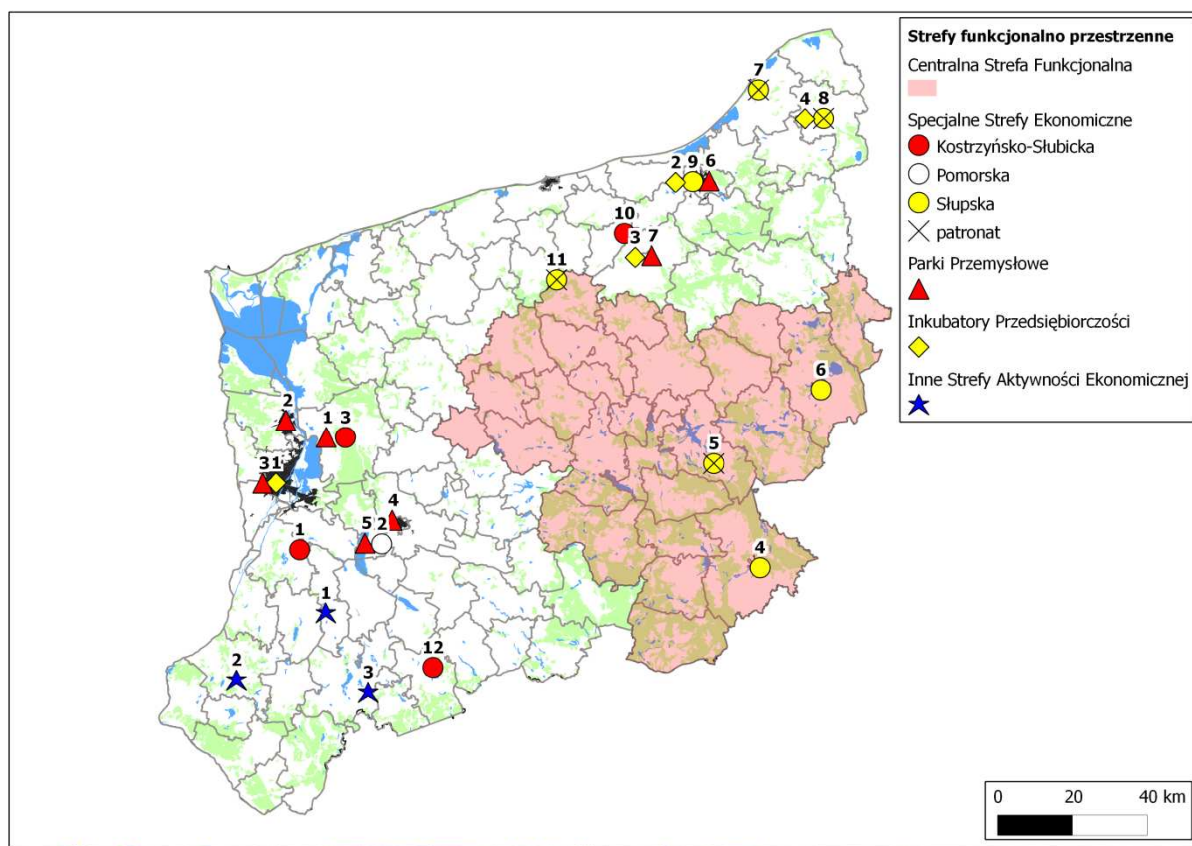 Strefy funkcjonalno przestrzenne
Centralna Strefa Funkcjonalna
Specjalne Strefy Ekonomiczne
Kostrzyńsko-Słubicka
Pomorska
Słupska
patronat
Parki Przemysłowe
Inkubatory Przedsiębiorczości
Inne Strefy Aktywności Ekonomicznej
7
4 8
2 9 6
10
3 7
11
6
2
1 3
5
31
4
5 2
1
4
1
12
2
3
0 20 40 km